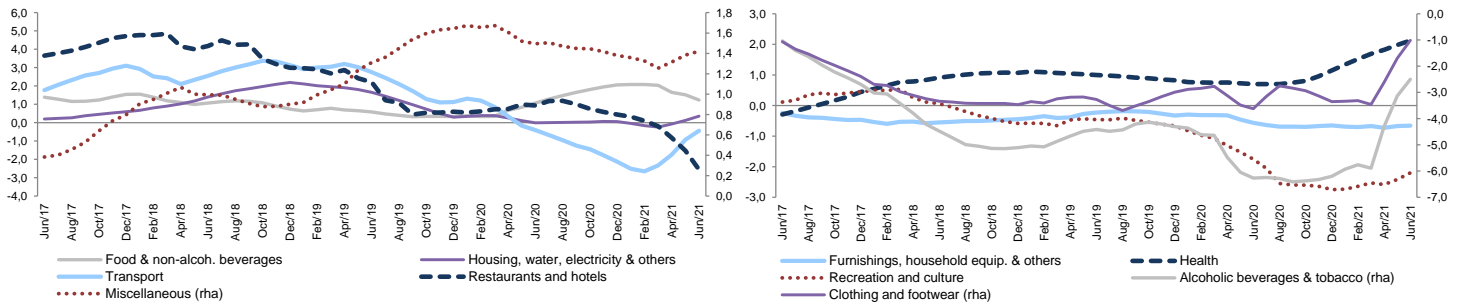 6,0
5,0
4,0
3,0
2,0
1,0
0,0
-1,0
-2,0
-3,0
-4,0
1,8
1,6
1,4
1,2
1,0
0,8
0,6
0,4
0,2
0,0
Jun/17
Aug/17
Oct/17
Dec/17
Feb/18
Apr/18
Jun/18
Aug/18
Oct/18
Dec/18
Feb/19
Apr/19
Jun/19
Aug/19
Oct/19
Dec/19
Feb/20
Apr/20
Jun/20
Aug/20
Oct/20
Dec/20
Feb/21
Apr/21
Jun/21
Food & non-alcoh. beverages
Housing, water, electricity & others
Transport
Restaurants and hotels
Miscellaneous (rha)
3,0
2,0
1,0
0,0
-1,0
-2,0
-3,0
0,0
-1,0
-2,0
-3,0
-4,0
-5,0
-6,0
-7,0
Jun/17
Aug/17
Oct/17
Dec/17
Feb/18
Apr/18
Jun/18
Aug/18
Oct/18
Dec/18
Feb/19
Apr/19
Jun/19
Aug/19
Oct/19
Dec/19
Feb/20
Apr/20
Jun/20
Aug/20
Oct/20
Dec/20
Feb/21
Apr/21
Jun/21
Furnishings, household equip. & others
Health
Recreation and culture
Alcoholic beverages & tobacco (rha)
Clothing and footwear (rha)